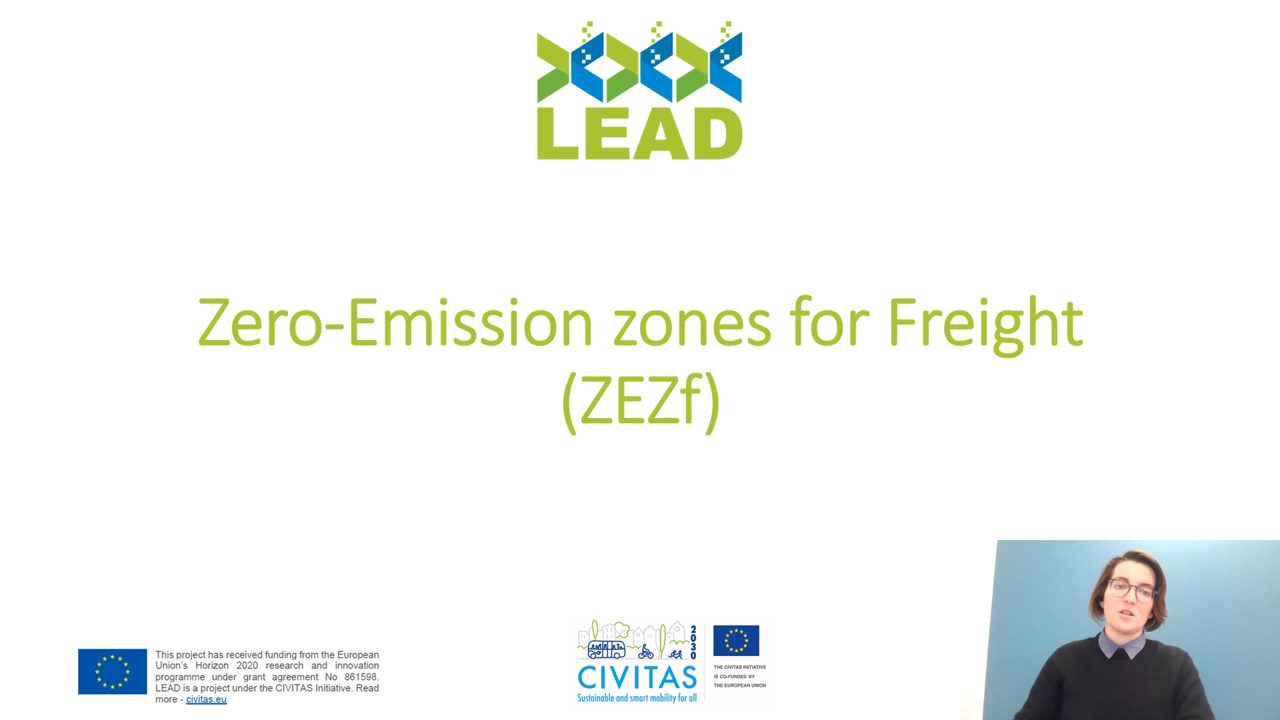 LEAD
Zero-Emission zones for Freight
(ZEZf)
This project has received funding from the European
Union's Horizon 2020 research and innovation
programme under grant agreement No 861598.
LEAD is a project under the CIVITAS Initiative. Read
more - civitas.eu
2030
CIVITAS
Sustainable and smart mobility for all
THE CIVITAS INITIATIVE
IS CO-FUNDED BY
THE EUROPEAN UNION